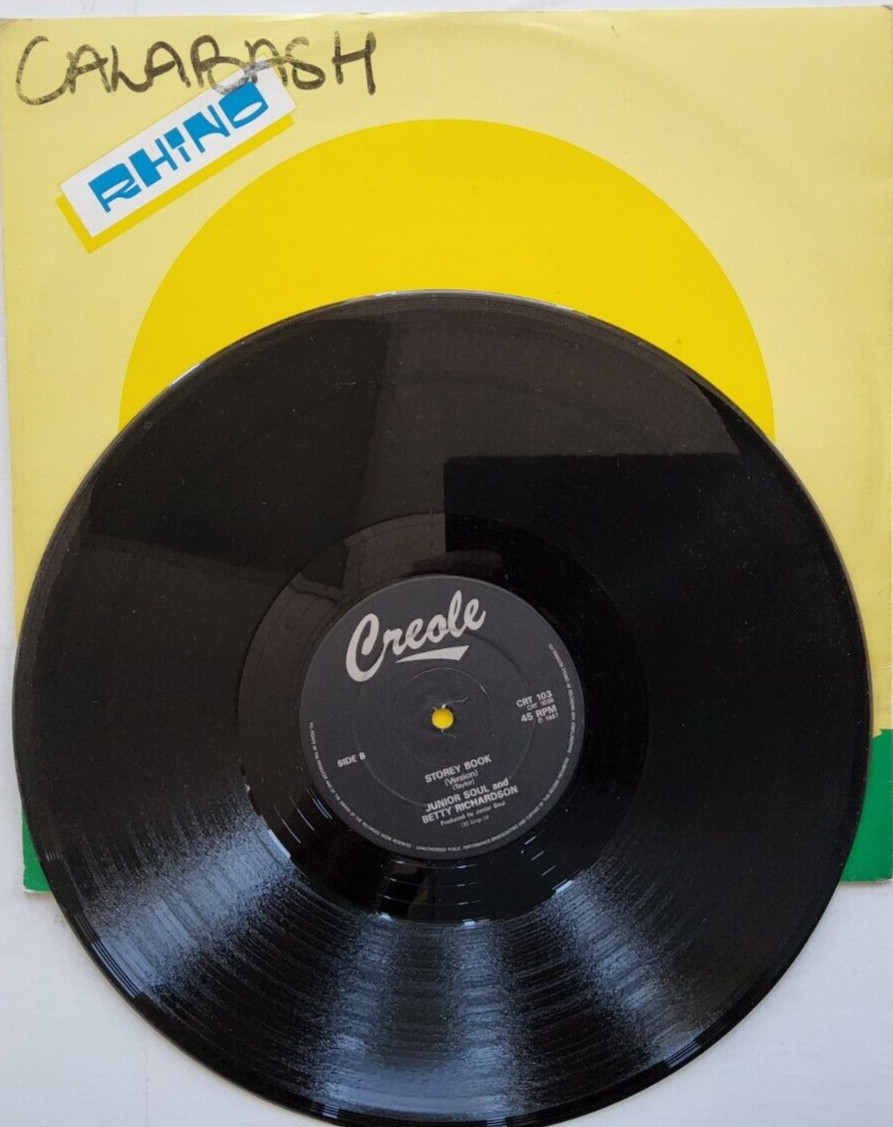 CALABASH
RHINO
Creole
CRT 103
45 RPM
℗ 1987
SIDE B
STOREY BOOK
(Version)
(Taylor)
JUNIOR SOUL and
BETTY RICHARDSON
Produced by Junior Soul